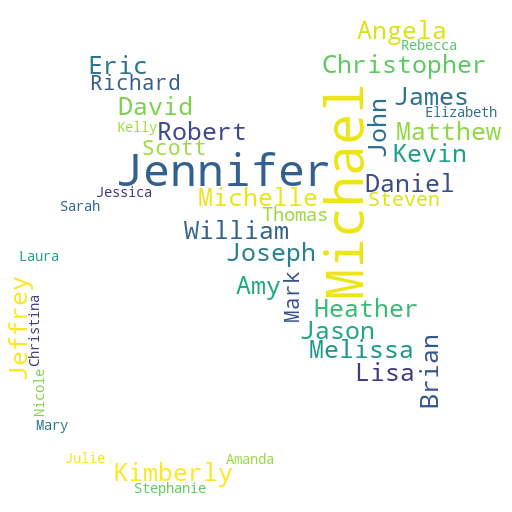 Angela
Rebecca
Eric
Christopher
Richard
James
David
Elizabeth
Kelly
Robert
John
Matthew
Scott
Kevin
Jennifer
Michael
Daniel
Jessica
Michelle
Steven
Sarah
Thomas
William
Joseph
Laura
Amy
Mark
Heather
Jeffrey
Christina
Jason
Melissa
Lisa
Brian
Nicole
Mary
Julie
Kimberly
Amanda
Stephanie